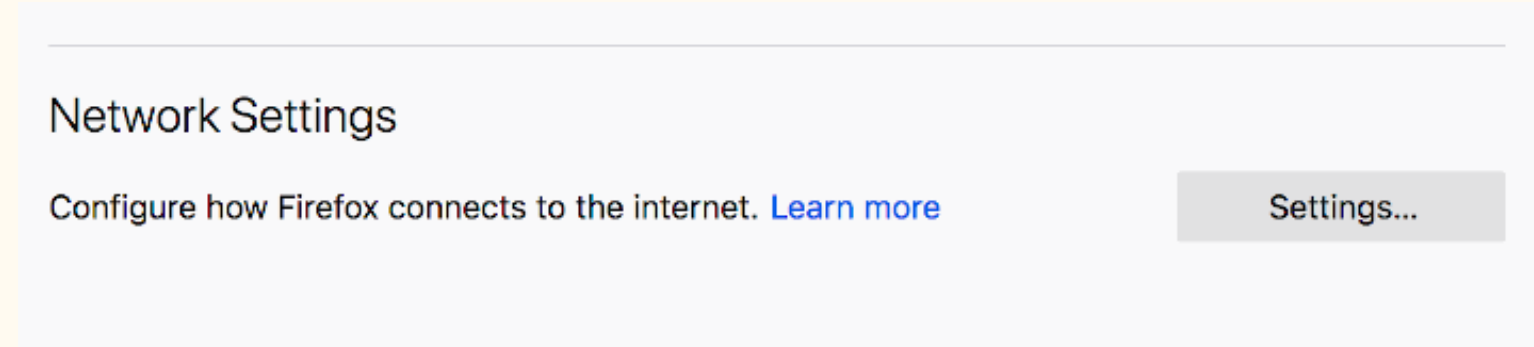 Network Settings
Configure how Firefox connects to the internet. Learn more
Settings...